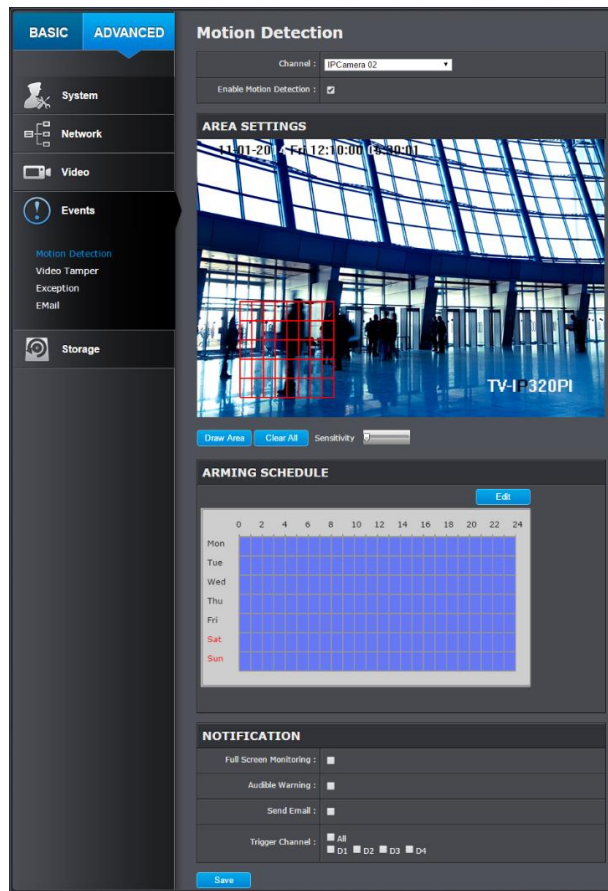 BASIC ADVANCED
Motion Detection
Channel : IPCamera 02
Enable Motion Detection :
System
Network
Video
Events
Motion Detection
Video Tamper
Exception
EMail
Storage
AREA SETTINGS
TV-IP320PI
Draw Area Clear All Sensitivity
ARMING SCHEDULE
Edit
0 2 4 6 8 10 12 14 16 18 20 22 24
Mon
Tue
Wed
Thu
Fri
Sat
Sun
NOTIFICATION
Full Screen Monitoring :
Audible Warning :
Send Email :
Trigger Channel :
All
D1 D2 D3 D4
Save